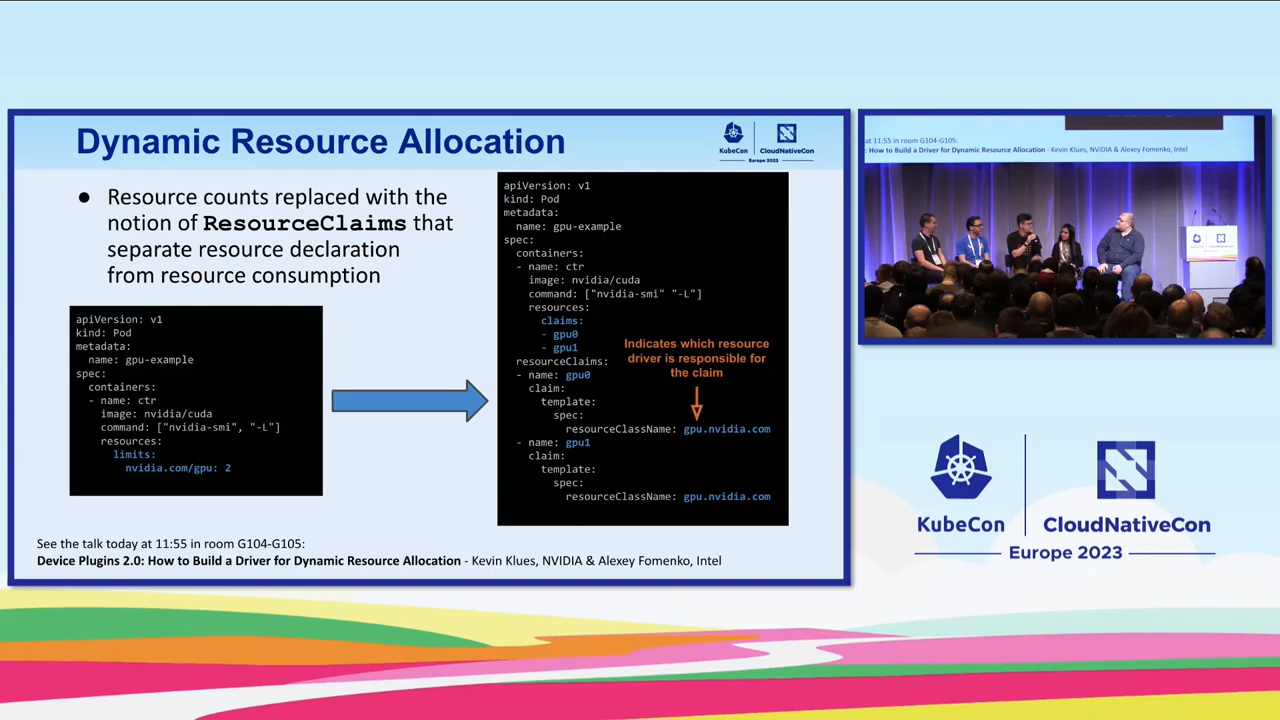 Dynamic Resource Allocation
KubeCon
CloudNativeCon
Europe 2023
● Resource counts replaced with the
notion of ResourceClaims that
separate resource declaration
from resource consumption
apiVersion: v1
kind: Pod
metadata:
name: gpu-example
spec:
containers:
- name: ctr
image: nvidia/cuda
command: ["nvidia-smi", "-L"]
resources:
limits:
nvidia.com/gpu: 2
apiVersion: v1
kind: Pod
metadata:
name: gpu-example
spec:
containers:
- name: ctr
image: nvidia/cuda
command: ["nvidia-smi" "-L"]
resources:
claims:
- gpu0
- gpu1
resourceClaims:
- name: gpu0
claim:
template:
spec:
resourceClassName: gpu.nvidia.com
- name: gpu1
claim:
template:
spec:
resourceClassName: gpu.nvidia.com
Indicates which resource
driver is responsible for
the claim
See the talk today at 11:55 in room G104-G105:
Device Plugins 2.0: How to Build a Driver for Dynamic Resource Allocation - Kevin Klues, NVIDIA & Alexey Fomenko, Intel
at 11:55 in room G104-G105:
: How to Build a Driver for Dynamic Resource Allocation - Kevin Klues, NVIDIA & Alexey Fomenko, Intel
KubeCon
CloudNativeCon
Europe 2023